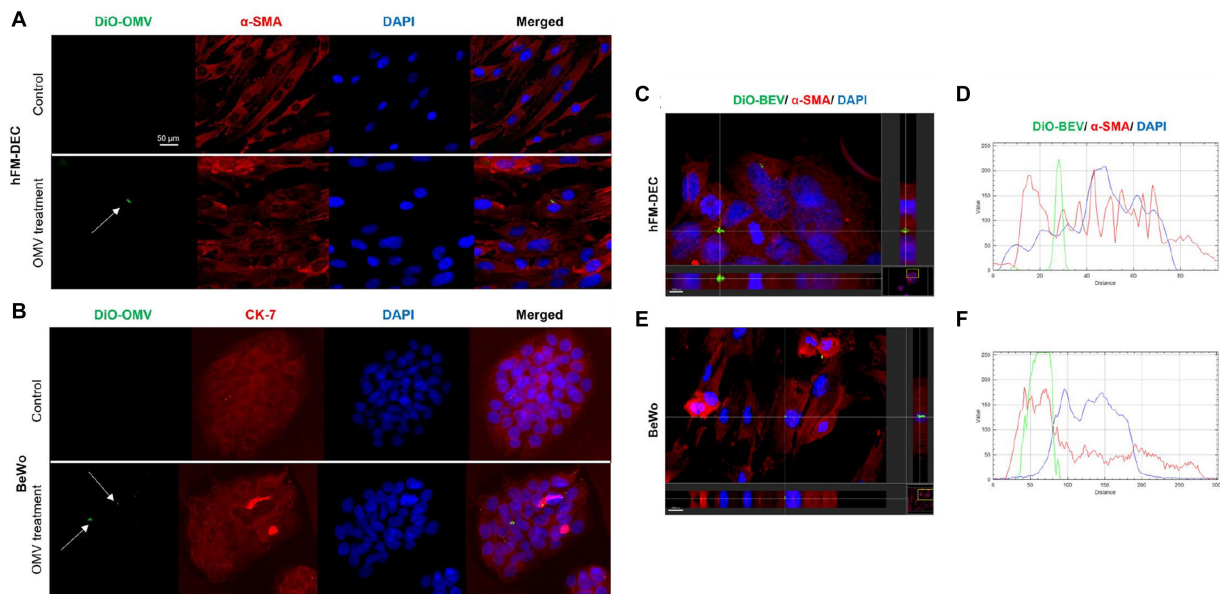 A
DiO-OMV α-SMA DAPI Merged
hFM-DEC
Control
50 µm
OMV treatment
B
DiO-OMV CK-7 DAPI Merged
BeWo
Control
OMV treatment
C
DiO-BEV/ α-SMA/ DAPI
hFM-DEC
D
DiO-BEV/ α-SMA/ DAPI
Value
250
200
150
100
50
0
0 20 40 60 80
Distance
E
BeWo
F
Value
250
200
150
100
50
0
0 50 100 150 200 250 300
Distance